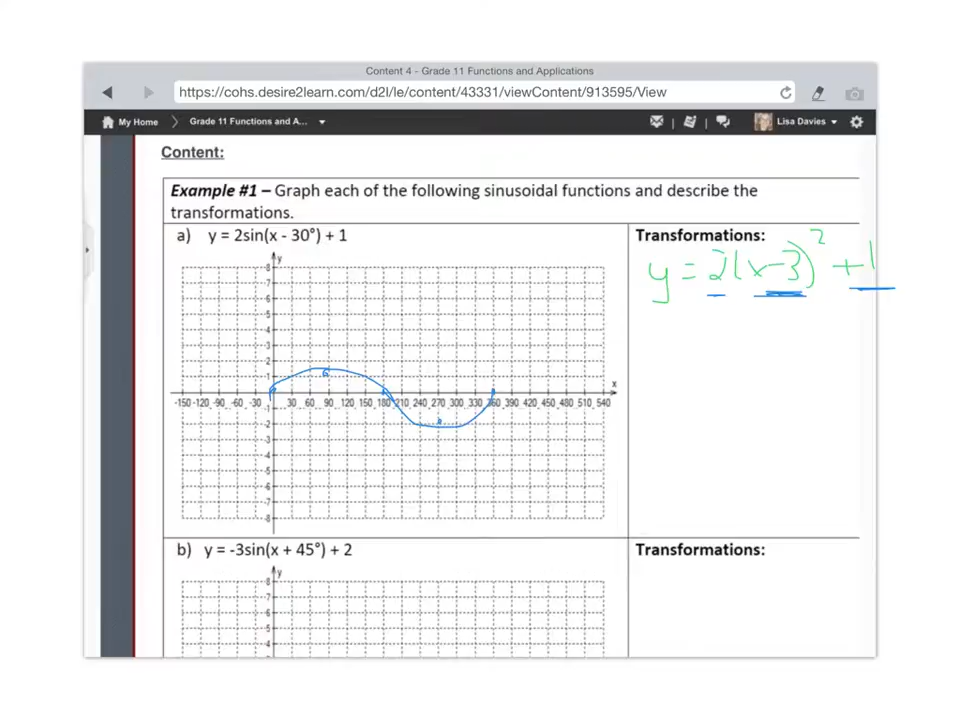 Content 4 - Grade 11 Functions and Applications
https://cohs.desire2learn.com/d2l/le/content/43331/viewContent/913595/View
My Home
Grade 11 Functions and A...
Lisa Davies
Content:
Example #1 – Graph each of the following sinusoidal functions and describe the
transformations.
a) y = 2sin(x - 30°) + 1
Transformations:
y = 2(x-3)² +1
y
8
7
6
5
4
3
2
1
x
-150 -120 -90 -60 -30 30 60 90 120 150 180 210 240 270 300 330 360 390 420 450 480 510 540
-1
-2
-3
-4
-5
-6
-7
-8
b) y = -3sin(x + 45°) + 2
Transformations:
y
8
7
6
5
4